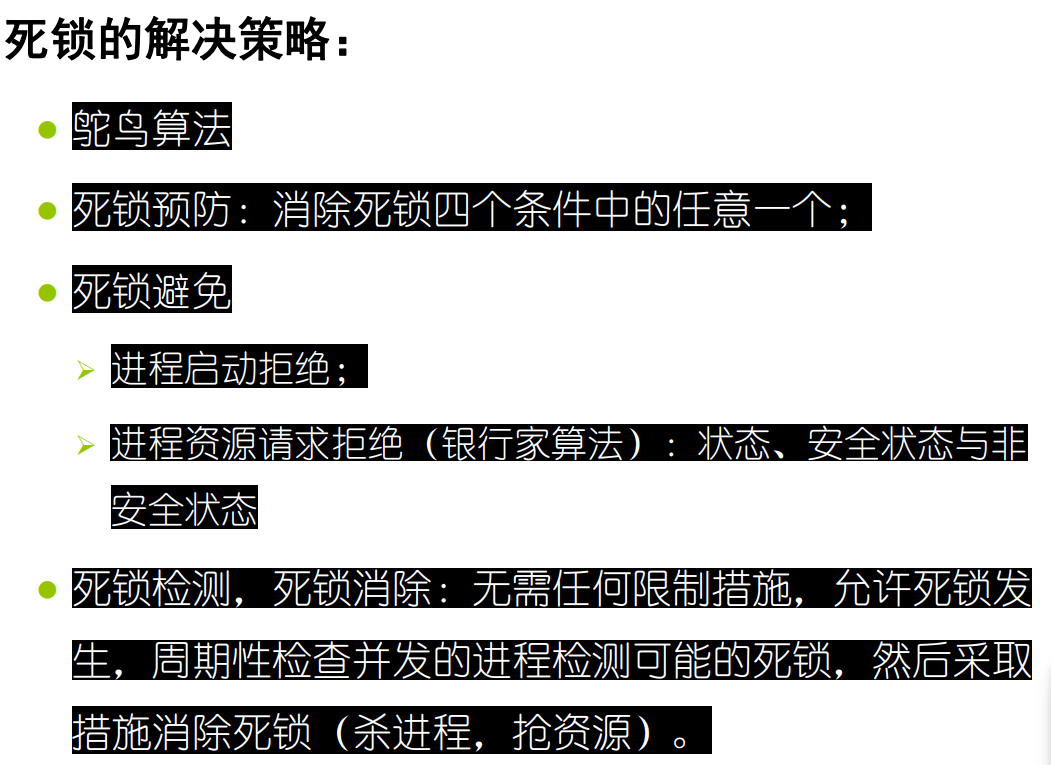 死锁的解决策略：
鸵鸟算法
死锁预防：消除死锁四个条件中的任意一个；
死锁避免
进程启动拒绝；
进程资源请求拒绝（银行家算法）：状态、安全状态与非
安全状态
死锁检测，死锁消除：无需任何限制措施，允许死锁发
生，周期性检查并发的进程检测可能的死锁，然后采取
措施消除死锁（杀进程，抢资源）。